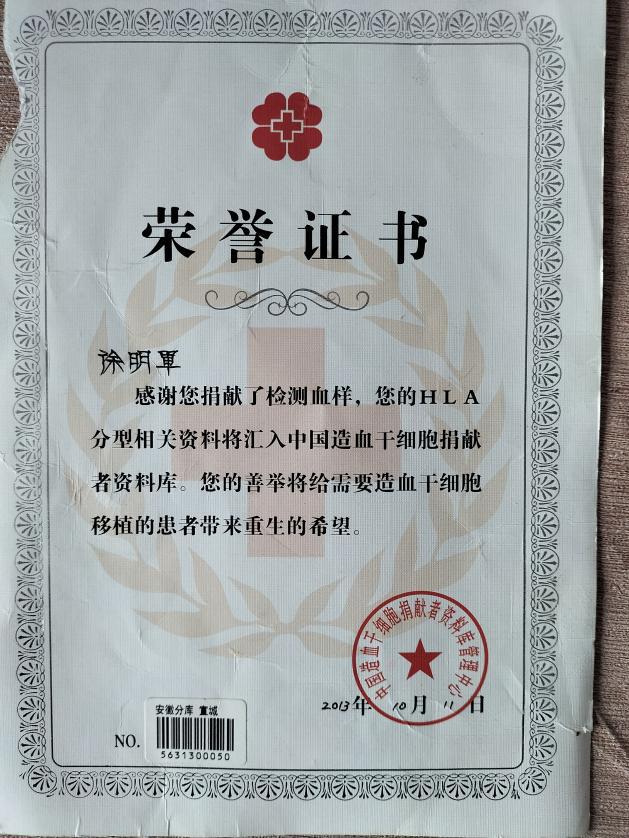 荣誉证书
徐明军
感谢您捐献了检测血样，您的HLA
分型相关资料将汇入中国造血干细胞捐献
者资料库。您的善举将给需要造血干细胞
移植的患者带来重生的希望。
中国造血干细胞捐献者资料库管理中心
2013年 10月 11日
安徽分库 宣城
NO.
5631300050